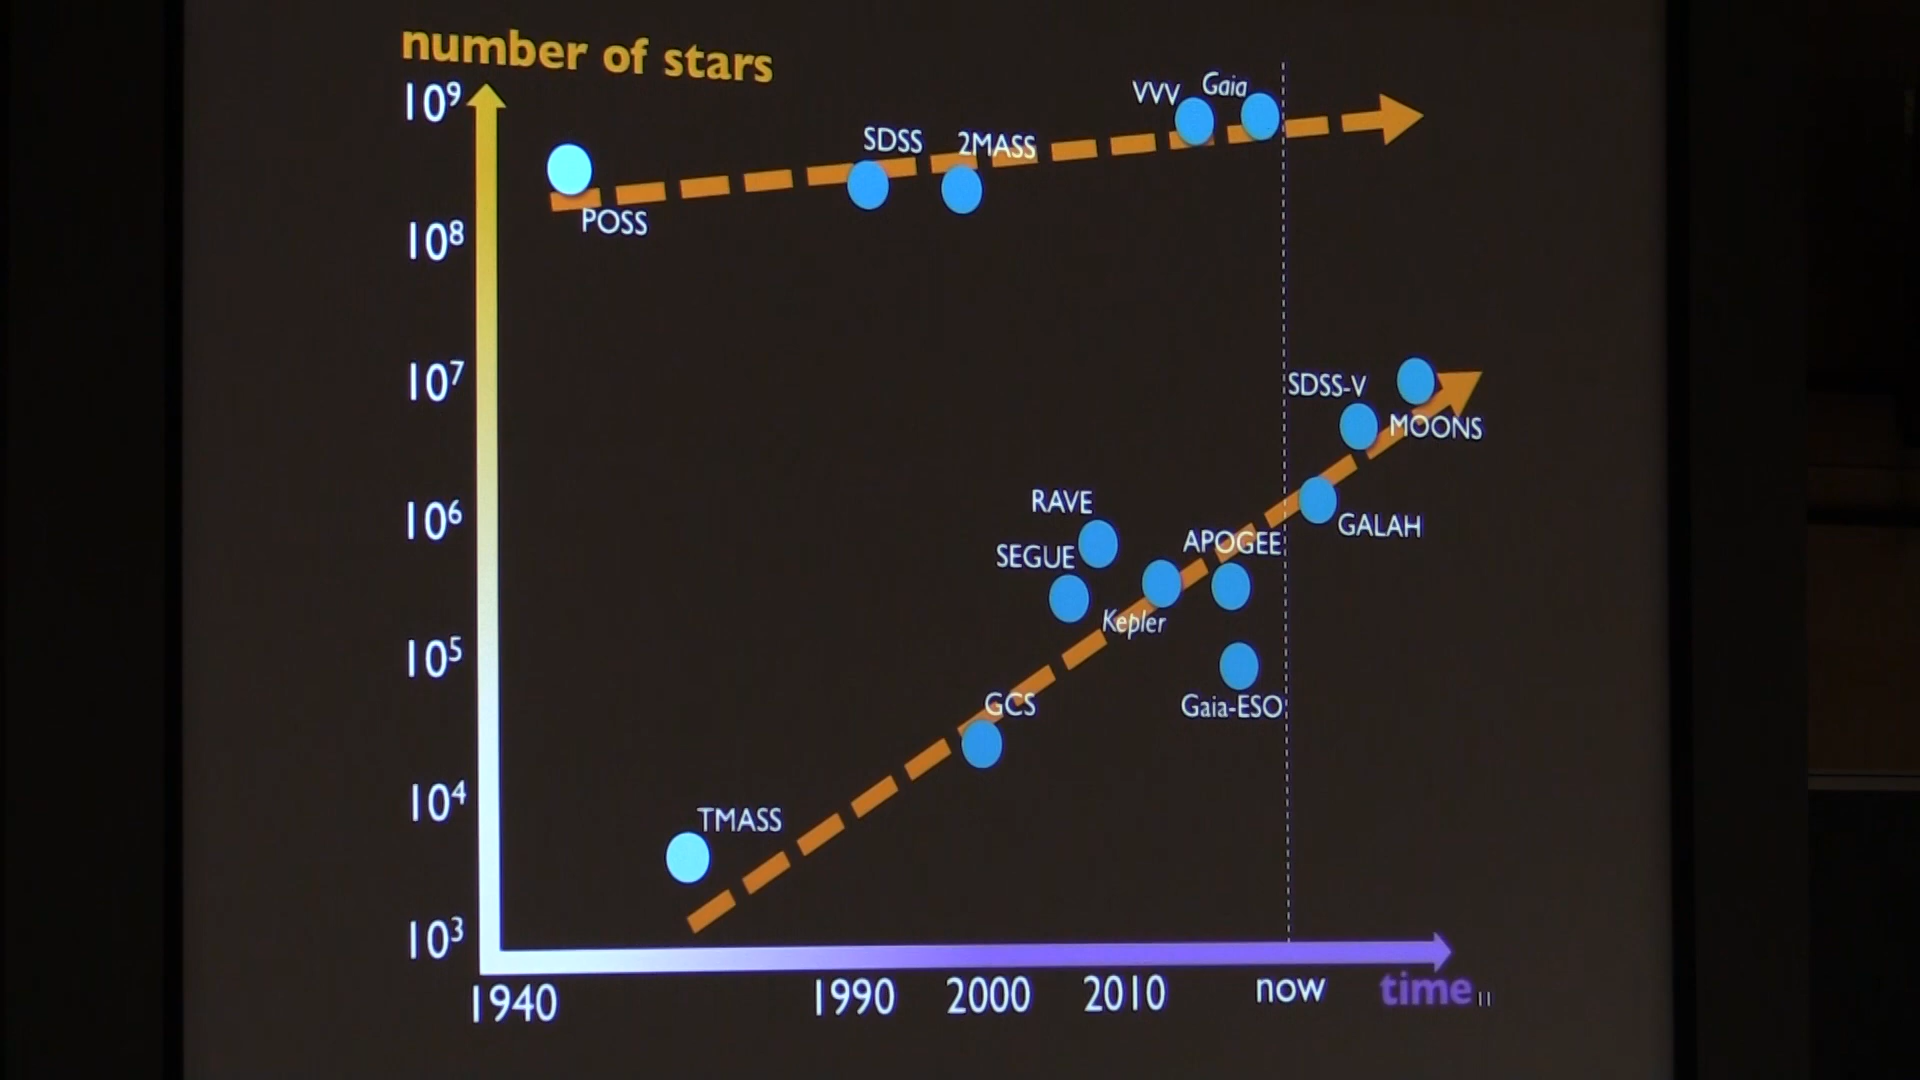 number of stars
10⁹
VVV Gaia
SDSS 2MASS
POSS
10⁸
10⁷
SDSS-V
MOONS
RAVE
10⁶
GALAH
APOGEE
SEGUE
Kepler
10⁵
GCS
Gaia-ESO
10⁴
TMASS
10³
1940 1990 2000 2010 now time
11